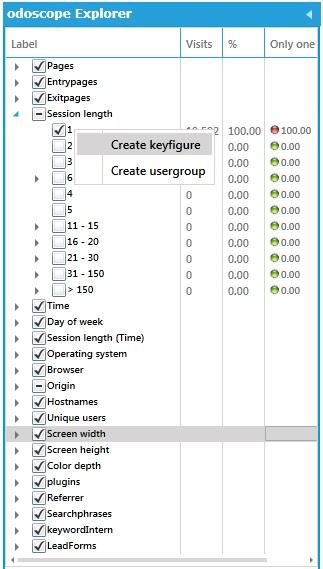 odoscope Explorer
Label Visits % Only one
Pages
Entrypages
Exitpages
Session length
1 100.00 100.00
Create keyfigure
2 0.00 0.00
3 0.00 0.00
Create usergroup
6 0.00 0.00
4 0 0.00 0.00
5 0 0.00 0.00
11 - 15 0 0.00 0.00
16 - 20 0 0.00 0.00
21 - 30 0 0.00 0.00
31 - 150 0 0.00 0.00
> 150 0 0.00 0.00
Time
Day of week
Session length (Time)
Operating system
Browser
Origin
Hostnames
Unique users
Screen width
Screen height
Color depth
plugins
Referrer
Searchphrases
keywordIntern
LeadForms